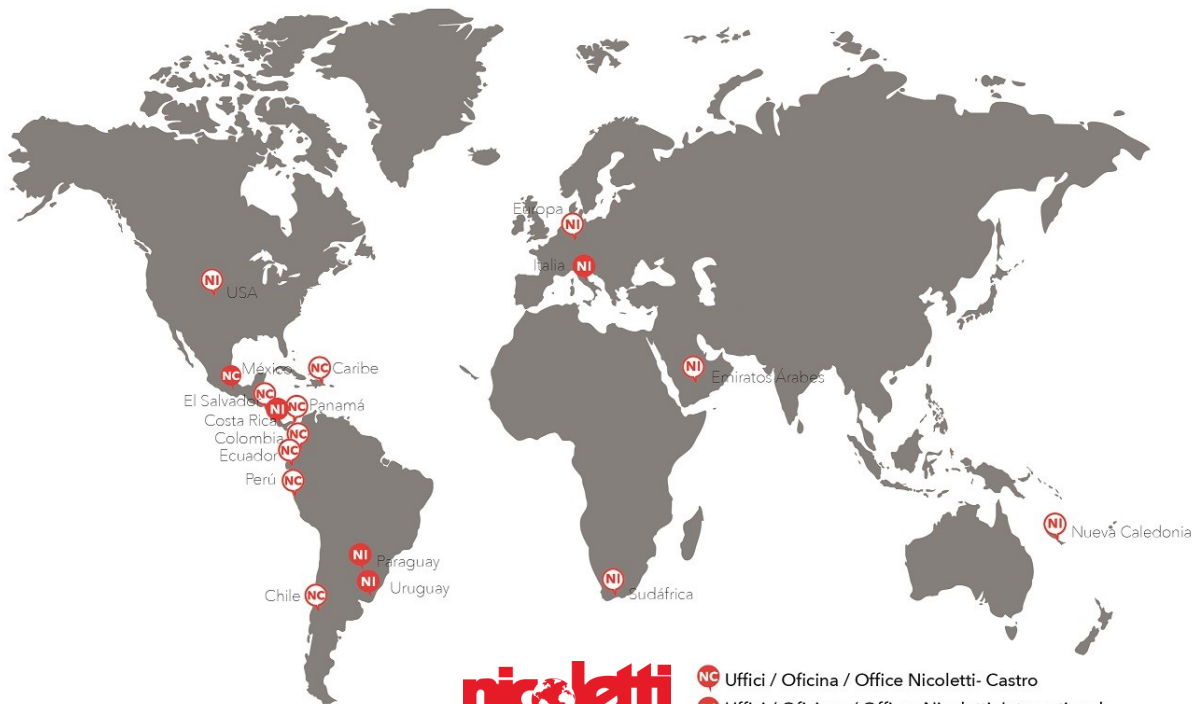 Europa
NI
NI
Italia
NI
USA
NC
México
NC
Caribe
NI
Emiratos Árabes
El Salvador
NC
NI
NC
Panamá
Costa Rica
Colombia
NC
Ecuador
NC
Perú
NC
NI
Nueva Caledonia
NI
Paraguay
NI
Uruguay
Chile
NC
NI
Sudáfrica
nicoletti
NC Uffici / Oficina / Office Nicoletti- Castro